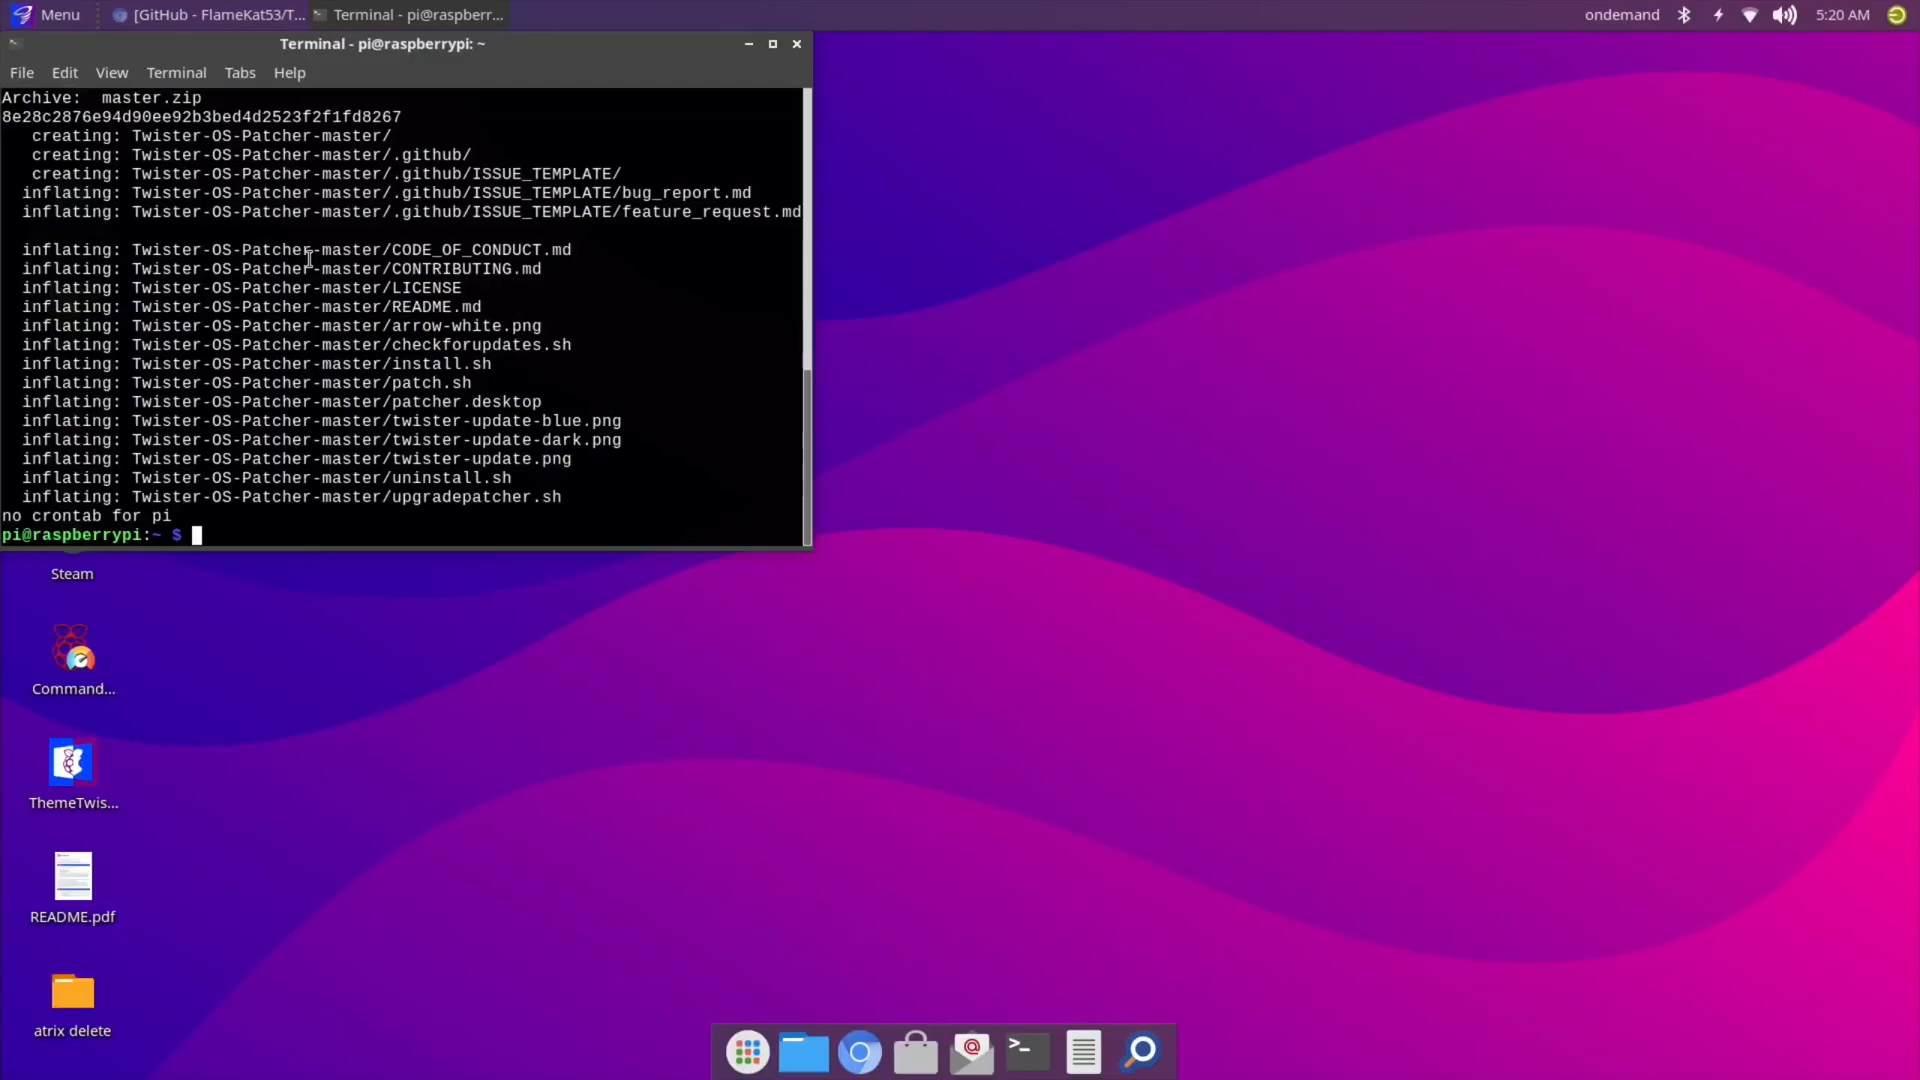 Menu
[GitHub - FlameKat53/T...
Terminal - pi@raspberr...
ondemand
5:20 AM
Terminal - pi@raspberrypi: ~
File Edit View Terminal Tabs Help
Archive:  master.zip
8e28c2876e94d90ee92b3bed4d2523f2f1fd8267
creating: Twister-OS-Patcher-master/
creating: Twister-OS-Patcher-master/.github/
creating: Twister-OS-Patcher-master/.github/ISSUE_TEMPLATE/
inflating: Twister-OS-Patcher-master/.github/ISSUE_TEMPLATE/bug_report.md
inflating: Twister-OS-Patcher-master/.github/ISSUE_TEMPLATE/feature_request.md
inflating: Twister-OS-Patcher-master/CODE_OF_CONDUCT.md
inflating: Twister-OS-Patcher-master/CONTRIBUTING.md
inflating: Twister-OS-Patcher-master/LICENSE
inflating: Twister-OS-Patcher-master/README.md
inflating: Twister-OS-Patcher-master/arrow-white.png
inflating: Twister-OS-Patcher-master/checkforupdates.sh
inflating: Twister-OS-Patcher-master/install.sh
inflating: Twister-OS-Patcher-master/patch.sh
inflating: Twister-OS-Patcher-master/patcher.desktop
inflating: Twister-OS-Patcher-master/twister-update-blue.png
inflating: Twister-OS-Patcher-master/twister-update-dark.png
inflating: Twister-OS-Patcher-master/twister-update.png
inflating: Twister-OS-Patcher-master/uninstall.sh
inflating: Twister-OS-Patcher-master/upgradepatcher.sh
no crontab for pi
pi@raspberrypi:~ $
Steam
Command...
ThemeTwis...
README.pdf
atrix delete